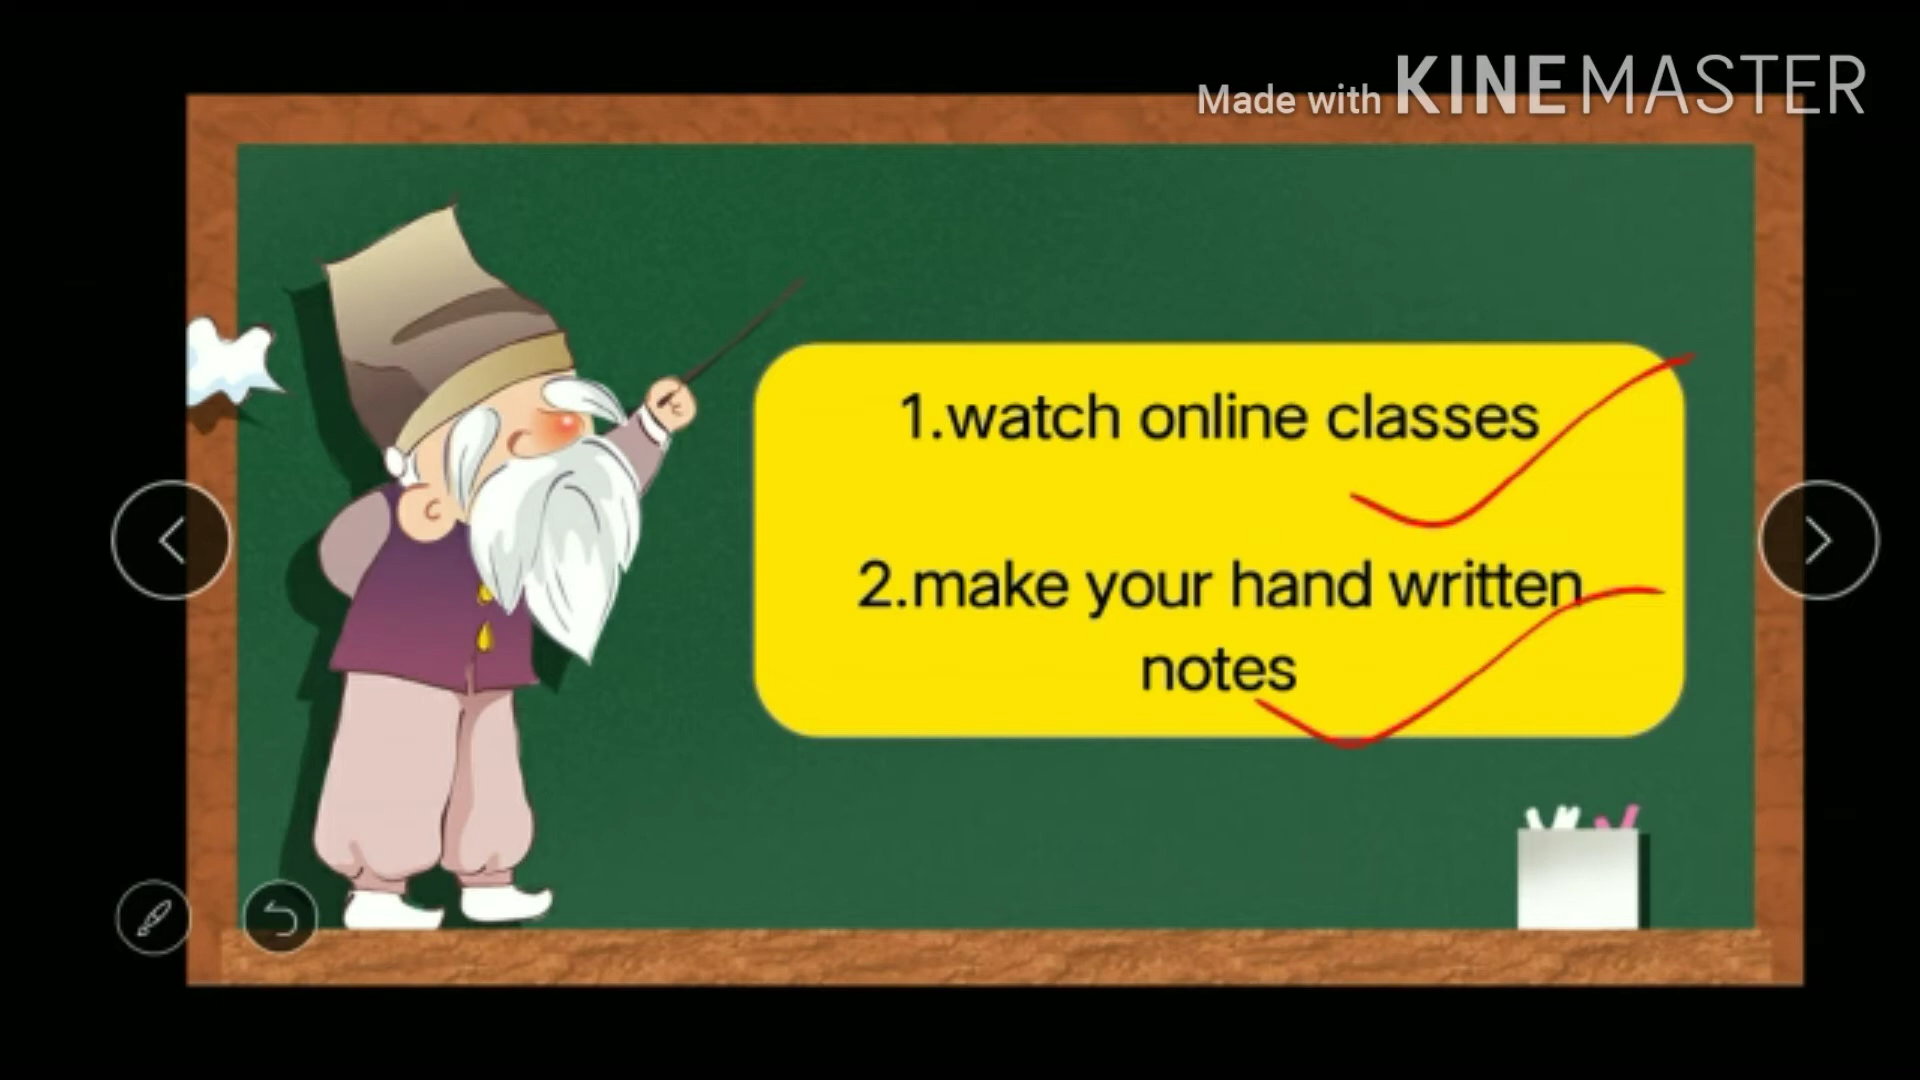 Made with KINEMASTER
1.watch online classes
2.make your hand written
notes